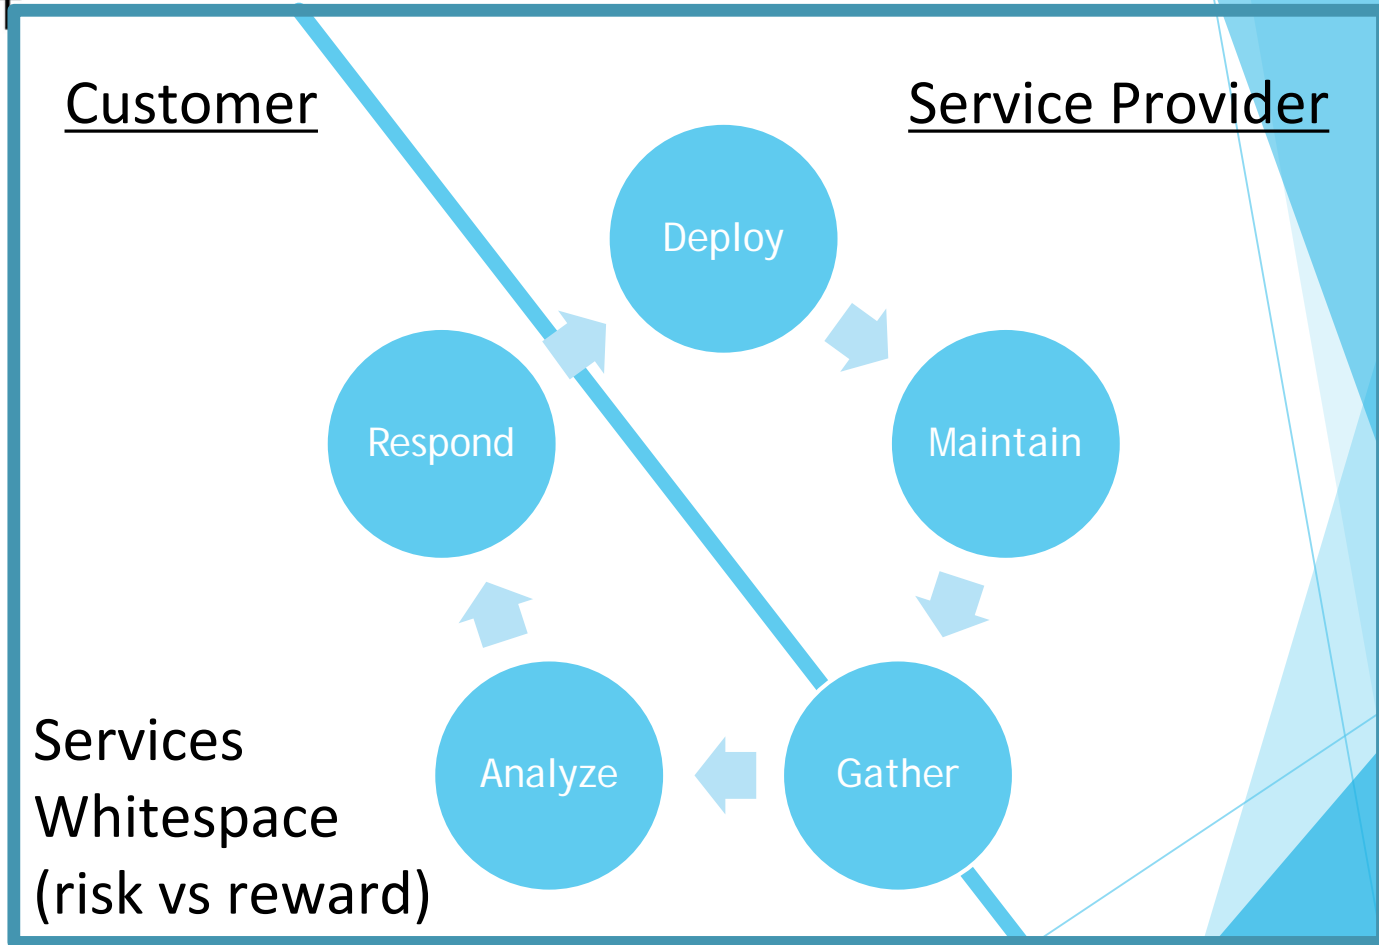 Customer
Service Provider
Deploy
Respond
Maintain
Analyze
Gather
Services
Whitespace
(risk vs reward)